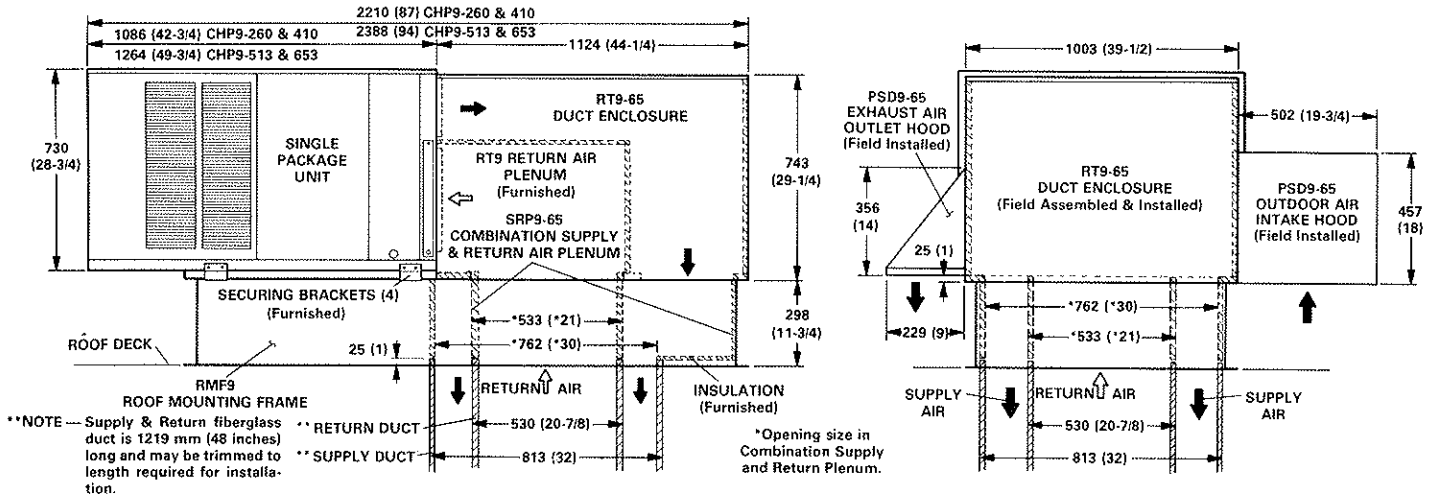 2210 (87) CHP9-260 & 410
2388 (94) CHP9-513 & 653
1086 (42-3/4) CHP9-260 & 410
1264 (49-3/4) CHP9-513 & 653
1124 (44-1/4)
730
(28-3/4)
SINGLE
PACKAGE
UNIT
RT9-65
DUCT ENCLOSURE
RT9 RETURN AIR
PLENUM
(Furnished)
SRP9-65
COMBINATION SUPPLY
& RETURN AIR PLENUM
743
(29-1/4)
SECURING BRACKETS (4)
(Furnished)
298
(11-3/4)
*533 (*21)
*762 (*30)
ROOF DECK
25 (1)
RMF9
ROOF MOUNTING FRAME
RETURN AIR
INSULATION
(Furnished)
**NOTE — Supply & Return fiberglass
duct is 1219 mm (48 inches)
long and may be trimmed to
length required for installa-
tion.
**RETURN DUCT
**SUPPLY DUCT
530 (20-7/8)
813 (32)
*Opening size in
Combination Supply
and Return Plenum.
1003 (39-1/2)
PSD9-65
EXHAUST AIR
OUTLET HOOD
(Field Installed)
502 (19-3/4)
RT9-65
DUCT ENCLOSURE
(Field Assembled & Installed)
PSD9-65
OUTDOOR AIR
INTAKE HOOD
(Field Installed)
356
(14)
457
(18)
25 (1)
229 (9)
*762 (*30)
*533 (*21)
SUPPLY
AIR
RETURN AIR
SUPPLY
AIR
530 (20-7/8)
813 (32)